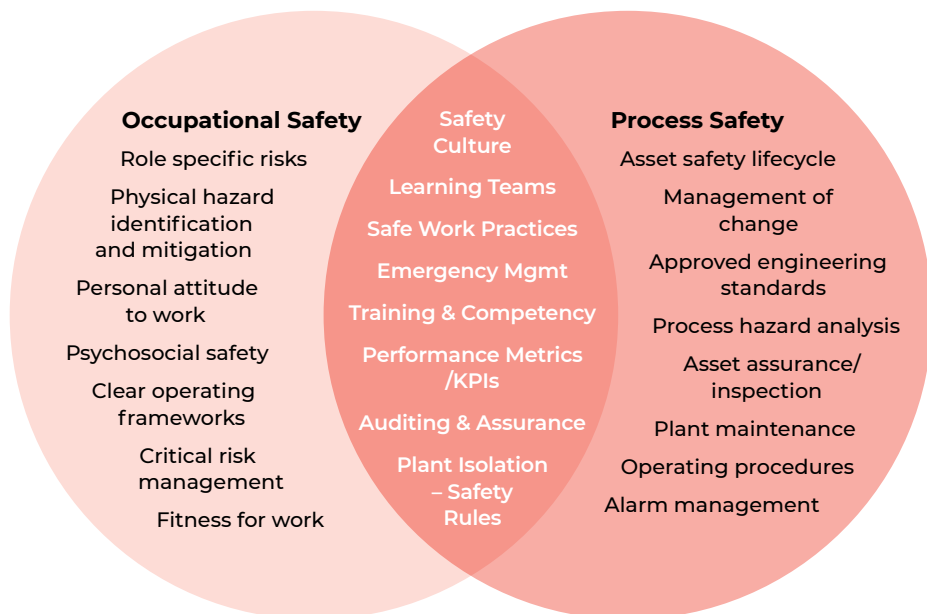 Occupational Safety
Role specific risks
Physical hazard
identification
and mitigation
Personal attitude
to work
Psychosocial safety
Clear operating
frameworks
Critical risk
management
Fitness for work
Safety
Culture
Learning Teams
Safe Work Practices
Emergency Mgmt
Training & Competency
Performance Metrics
/KPIs
Auditing & Assurance
Plant Isolation
– Safety
Rules
Process Safety
Asset safety lifecycle
Management of
change
Approved engineering
standards
Process hazard analysis
Asset assurance/
inspection
Plant maintenance
Operating procedures
Alarm management